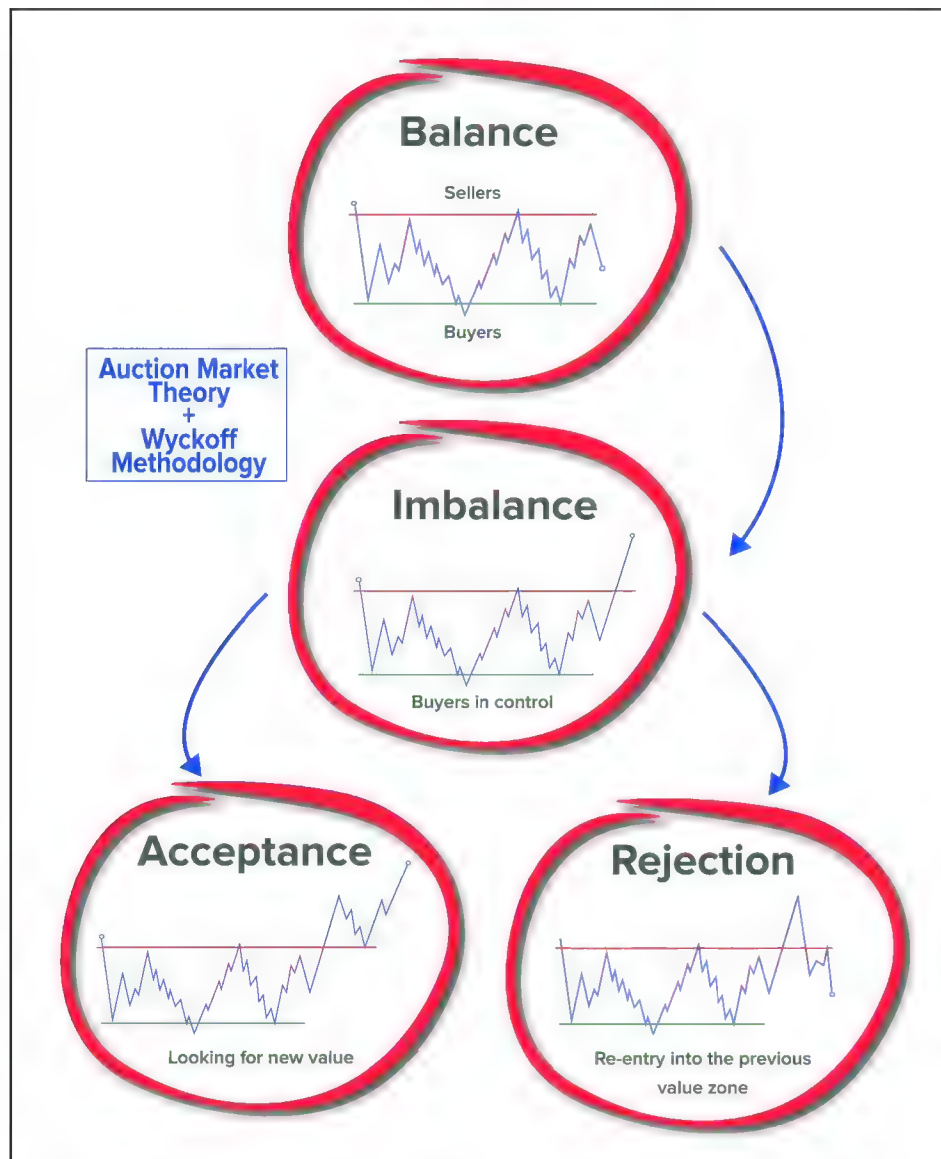 Balance
Sellers
Buyers
Auction Market
Theory
+
Wyckoff
Methodology
Imbalance
Buyers in control
Acceptance
Looking for new value
Rejection
Re-entry into the previous
value zone